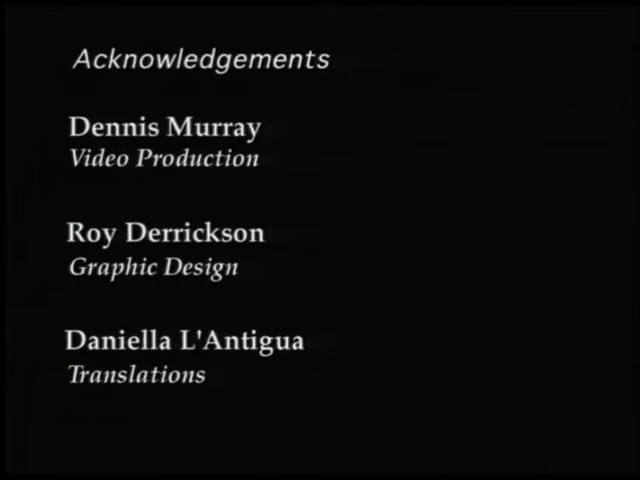 Acknowledgements
Dennis Murray
Video Production
Roy Derrickson
Graphic Design
Daniella L'Antigua
Translations